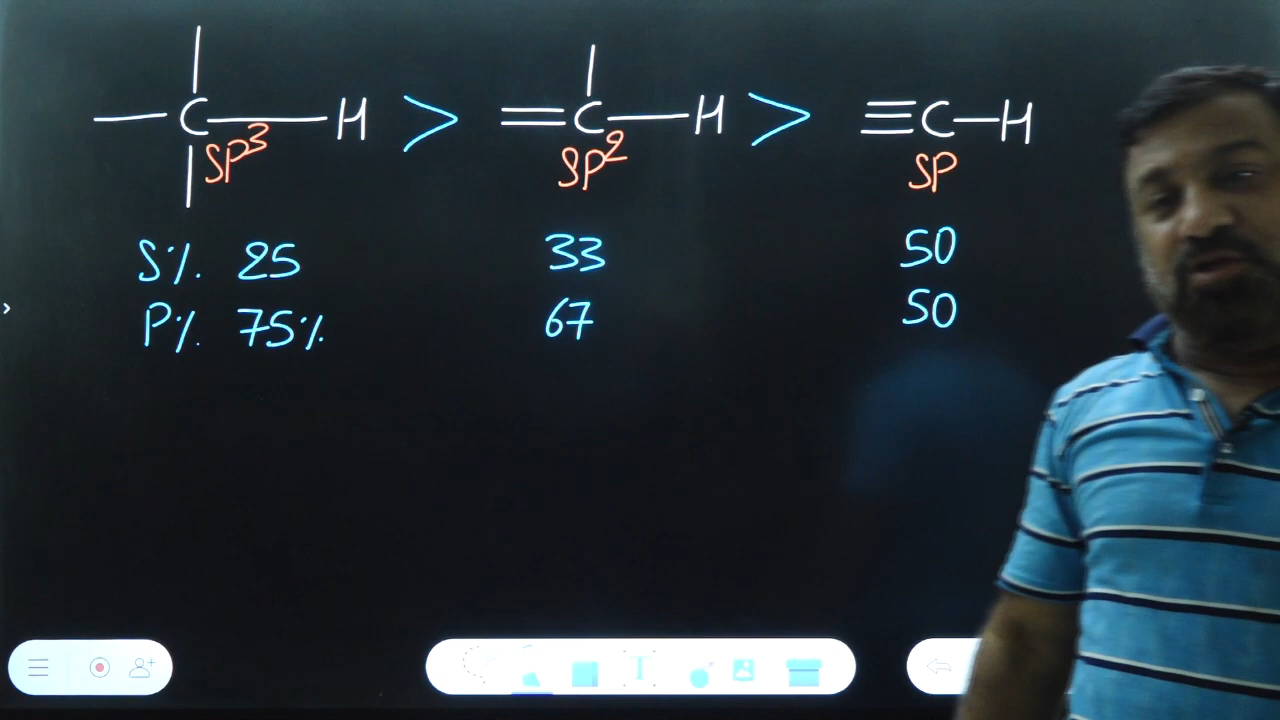 —C—H > =C—H > ≡C—H
SP³ SP² SP
S% 25 33 50
P% 75% 67 50
T